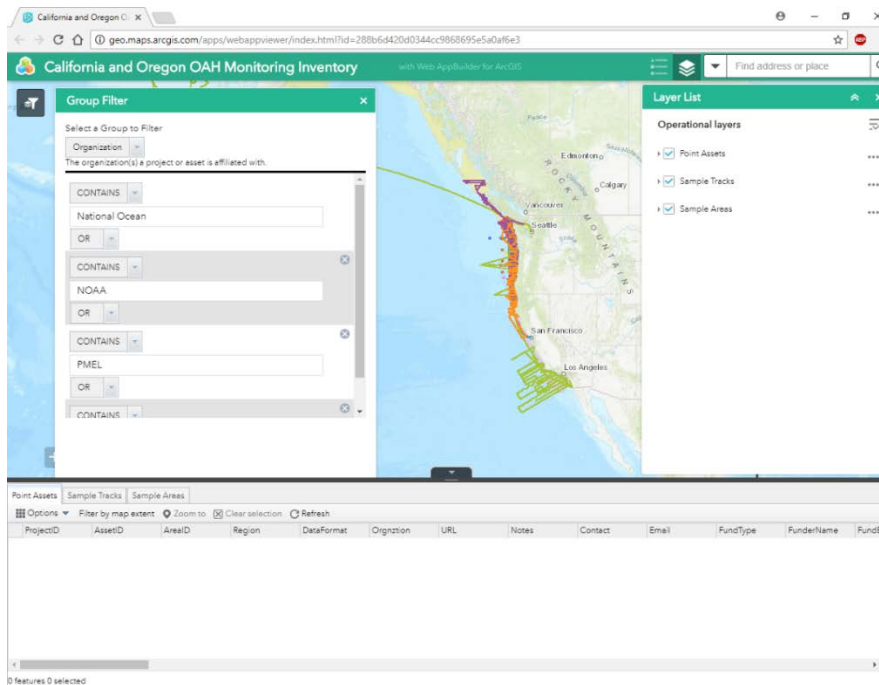 California and Oregon O
geo.maps.arcgis.com/apps/webappviewer/index.html?id=288b6d420d0344cc9868695e5a0af6e3
ABP
California and Oregon OAH Monitoring Inventory
with Web AppBuilder for ArcGIS
Find address or place
Group Filter
Select a Group to Filter
Organization
The organization(s) a project or asset is affiliated with.
CONTAINS
National Ocean
OR
CONTAINS
NOAA
OR
CONTAINS
PMEL
OR
CONTAINS
Edmonton
Calgary
ROCKY MOUNTAINS
Vancouver
Seattle
San Francisco
Los Angeles
Layer List
Operational layers
Point Assets
Sample Tracks
Sample Areas
Point Assets Sample Tracks Sample Areas
Options Filter by map extent Zoom to Clear selection Refresh
ProjectID AssetID AreaID Region DataFormat Orgnztion URL Notes Contact Email FundType FunderName
0 features 0 selected